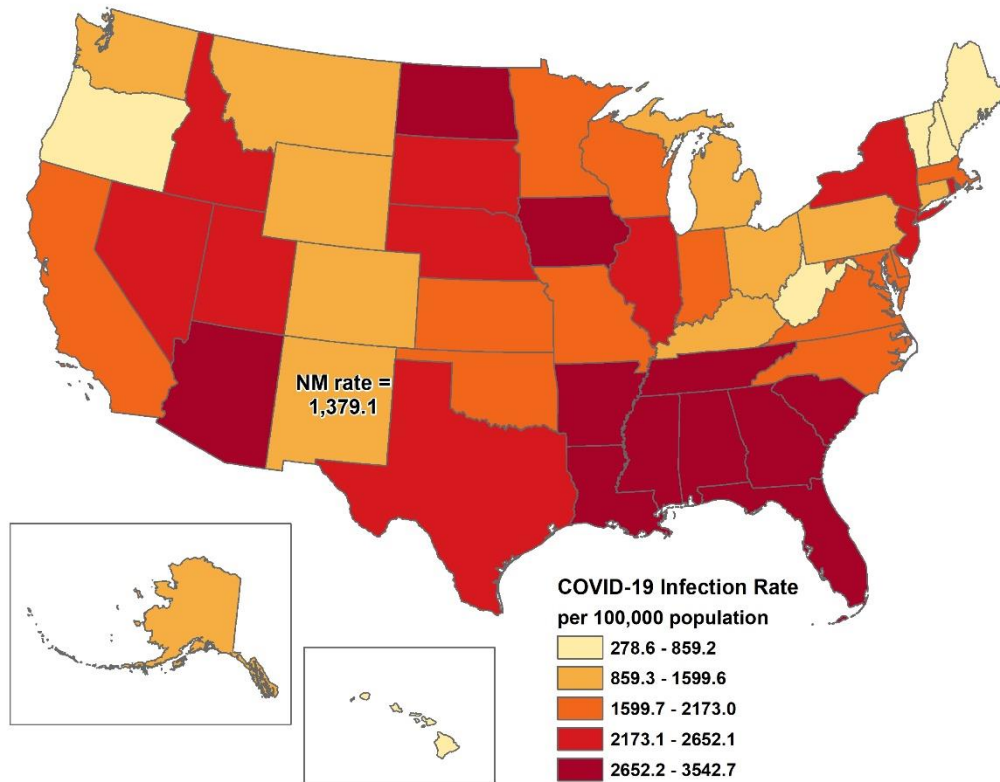 NM rate =
1,379.1
COVID-19 Infection Rate
per 100,000 population
278.6 - 859.2
859.3 - 1599.6
1599.7 - 2173.0
2173.1 - 2652.1
2652.2 - 3542.7